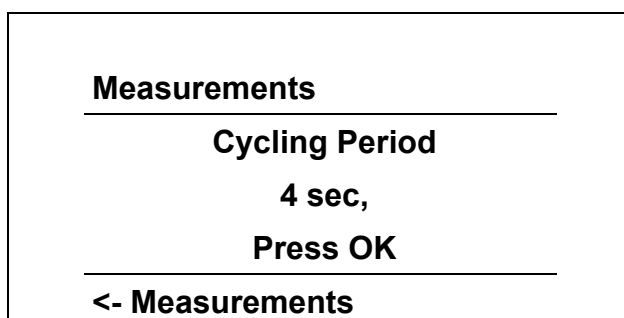 Measurements
Cycling Period
4 sec,
Press OK
<- Measurements